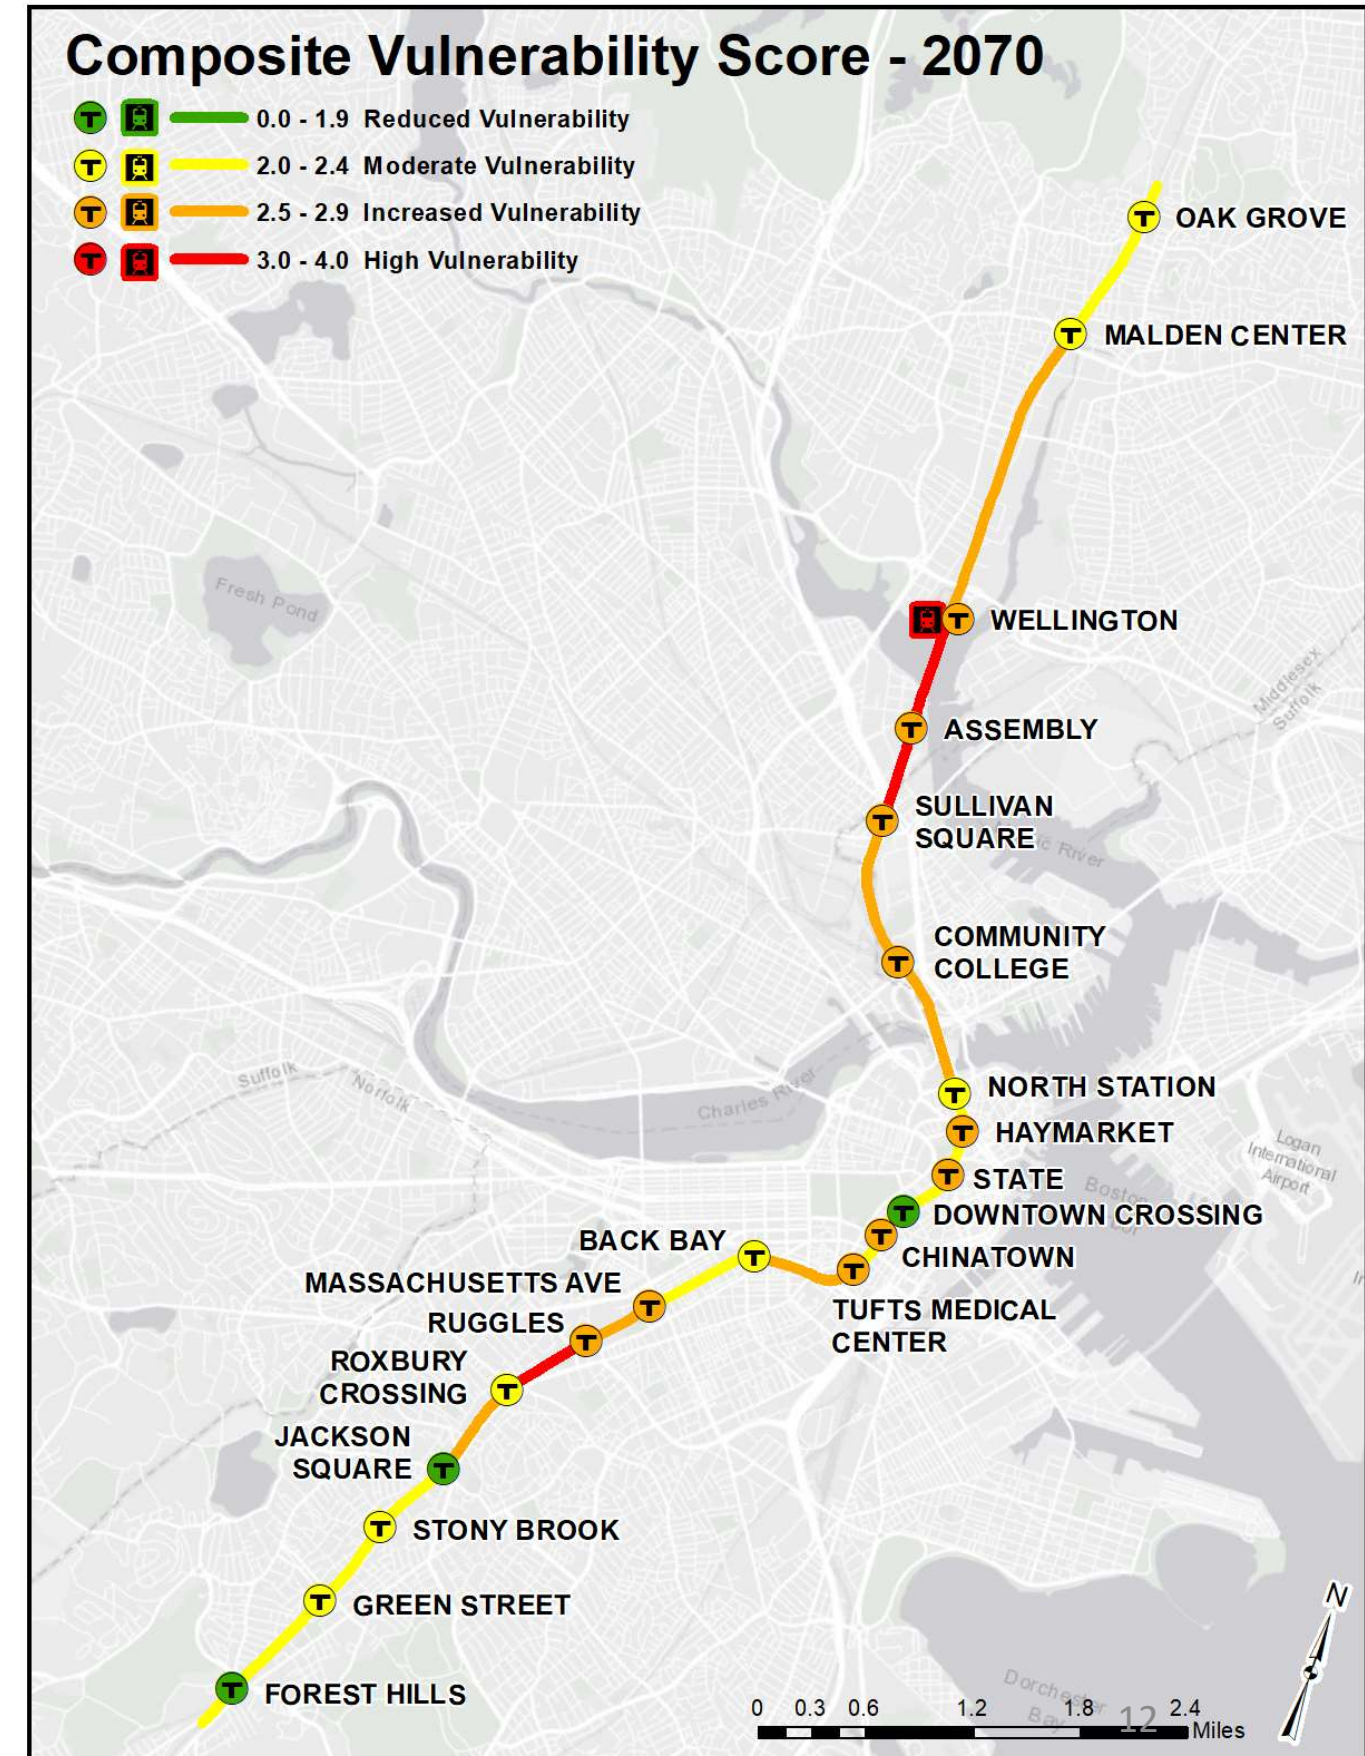 Composite Vulnerability Score - 2070
0.0 - 1.9 Reduced Vulnerability
2.0 - 2.4 Moderate Vulnerability
2.5 - 2.9 Increased Vulnerability
3.0 - 4.0 High Vulnerability
OAK GROVE
MALDEN CENTER
Fresh Pond
WELLINGTON
Middlesex
Suffolk
ASSEMBLY
SULLIVAN
SQUARE
River
COMMUNITY
COLLEGE
Suffolk
Norfolk
Charles River
NORTH STATION
HAYMARKET
Logan
International
Airport
STATE
Boston
DOWNTOWN CROSSING
BACK BAY
CHINATOWN
MASSACHUSETTS AVE
RUGGLES
TUFTS MEDICAL
CENTER
ROXBURY
CROSSING
JACKSON
SQUARE
STONY BROOK
GREEN STREET
N
FOREST HILLS
Dorchester
Bay
0 0.3 0.6 1.2 1.8 2.4
Miles
12